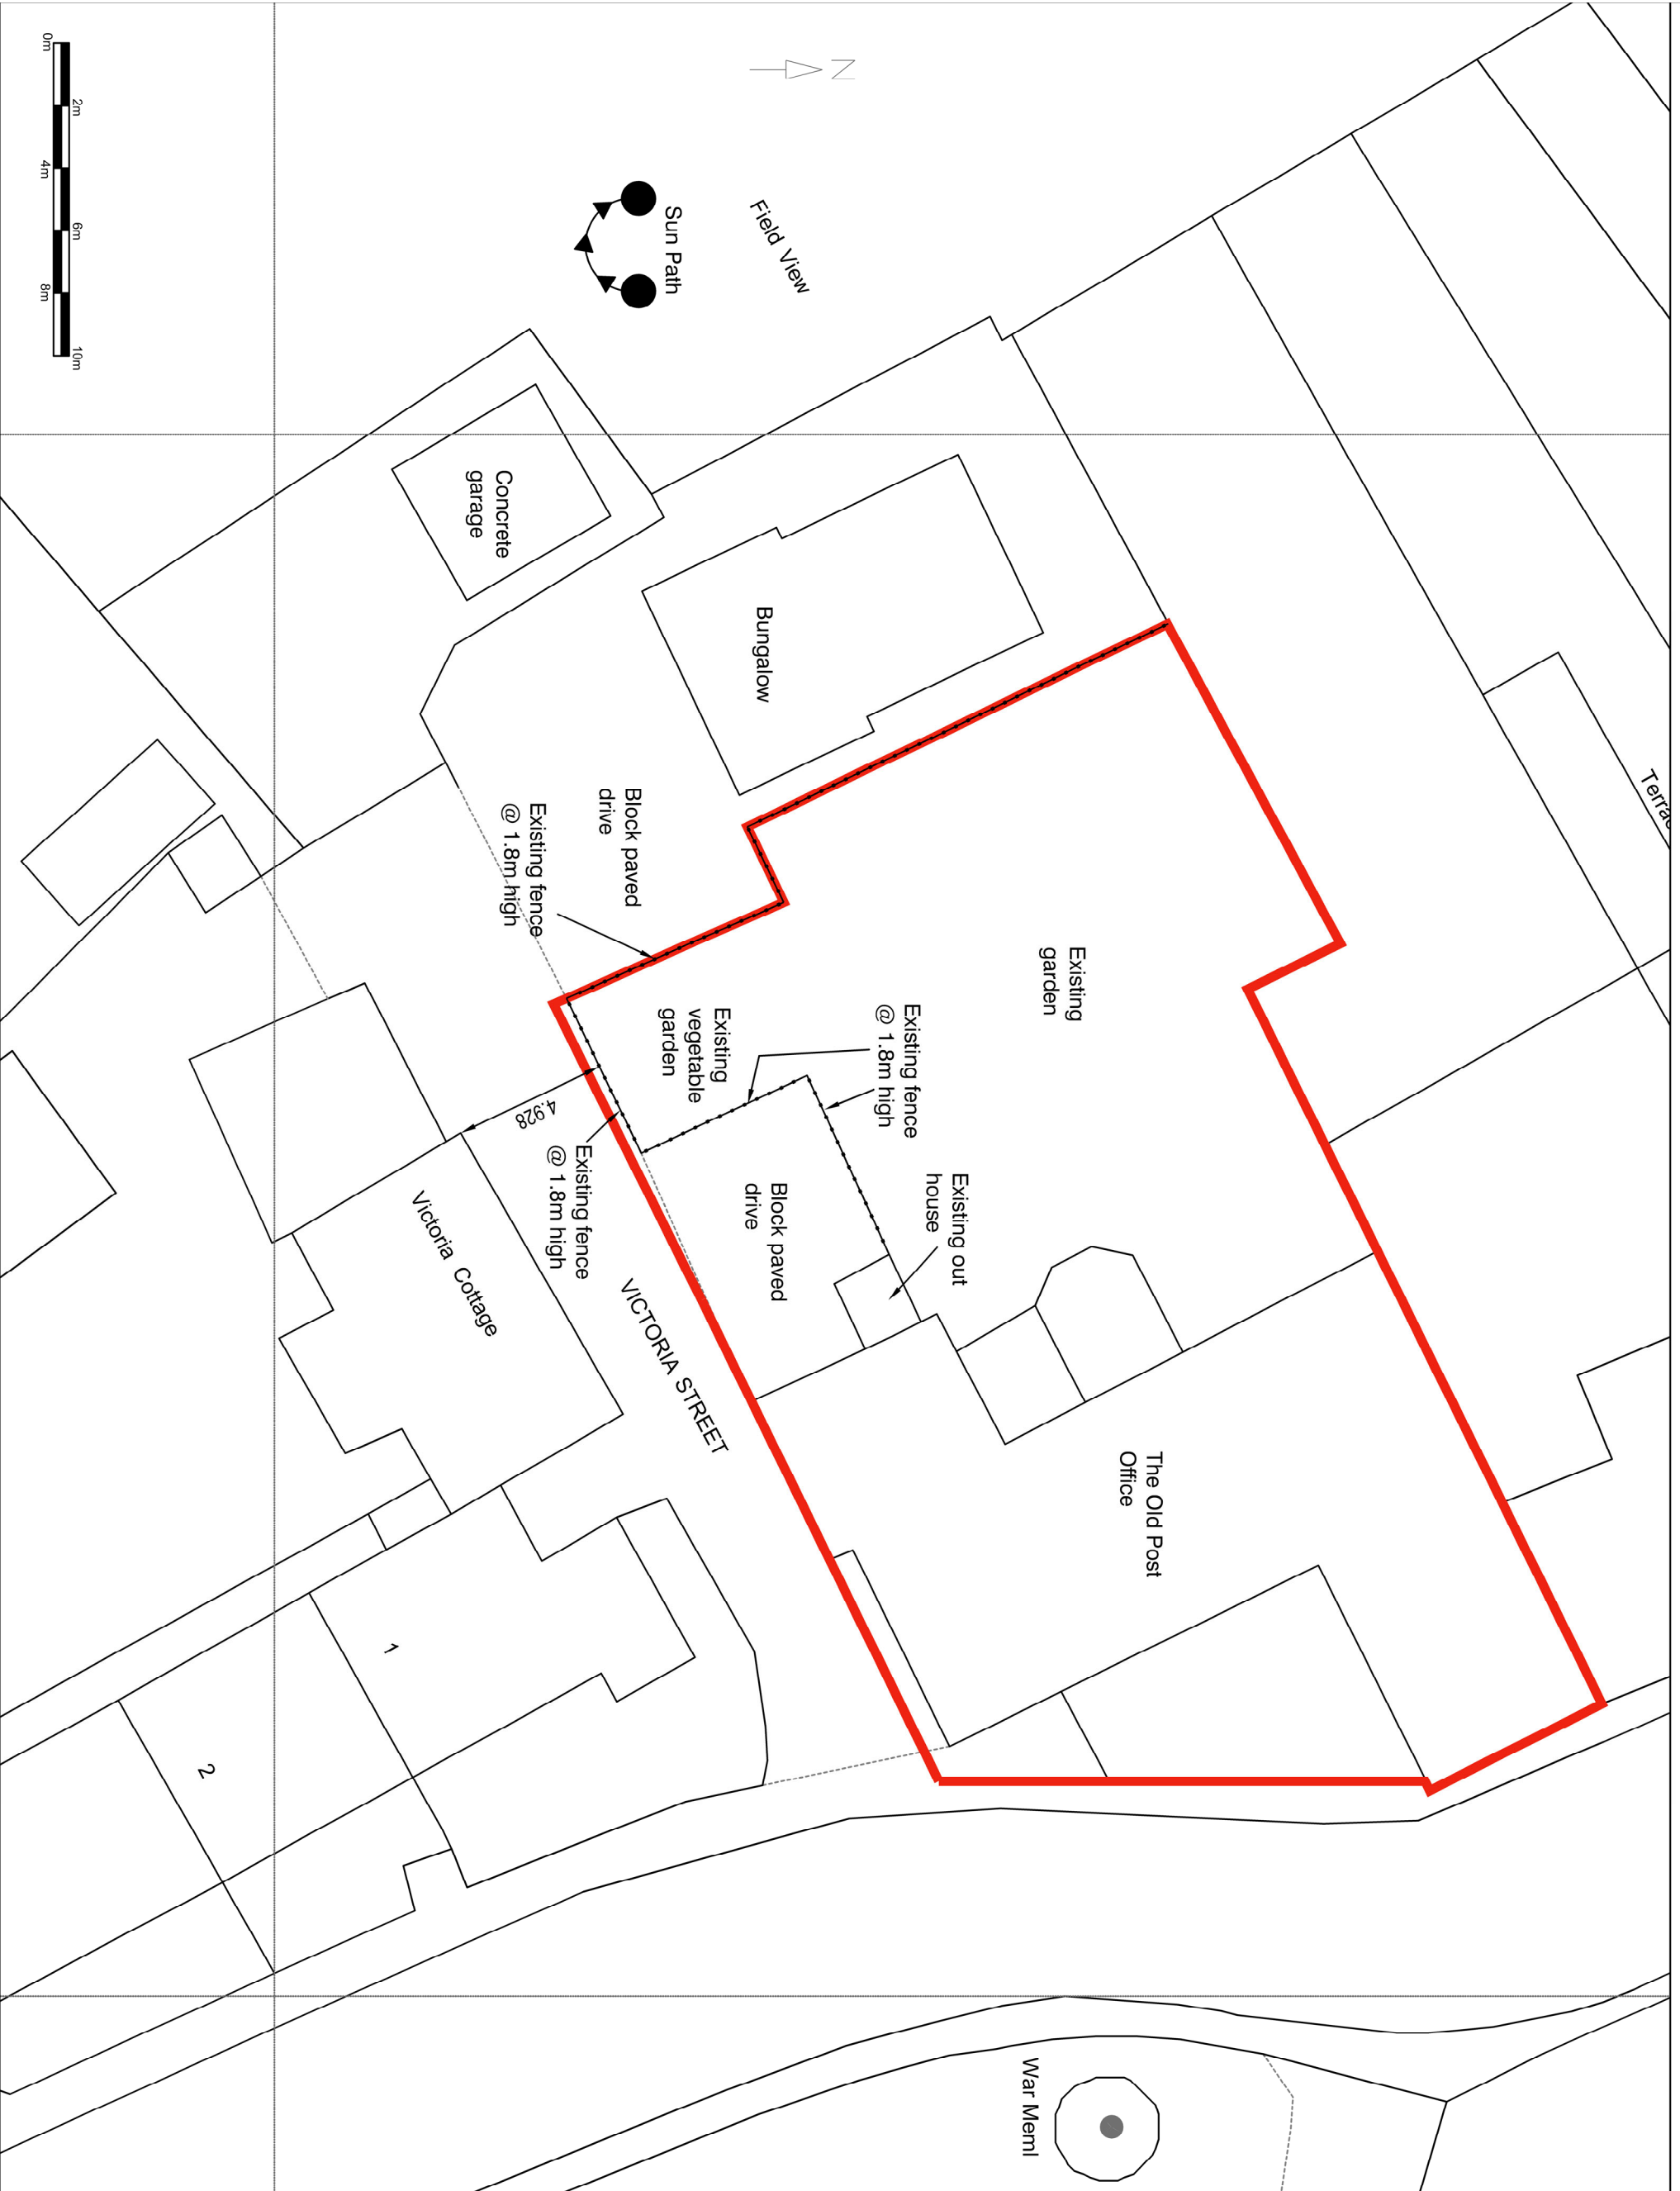 N
Field View
Sun Path
0m
2m
4m
6m
8m
10m
Concrete
garage
Bungalow
Block paved
drive
Existing fence
@ 1.8m high
Existing
garden
Existing fence
@ 1.8m high
Existing
vegetable
garden
Existing out
house
Block paved
drive
Existing fence
@ 1.8m high
4.928
Victoria Cottage
VICTORIA STREET
The Old Post
Office
1
2
War Meml